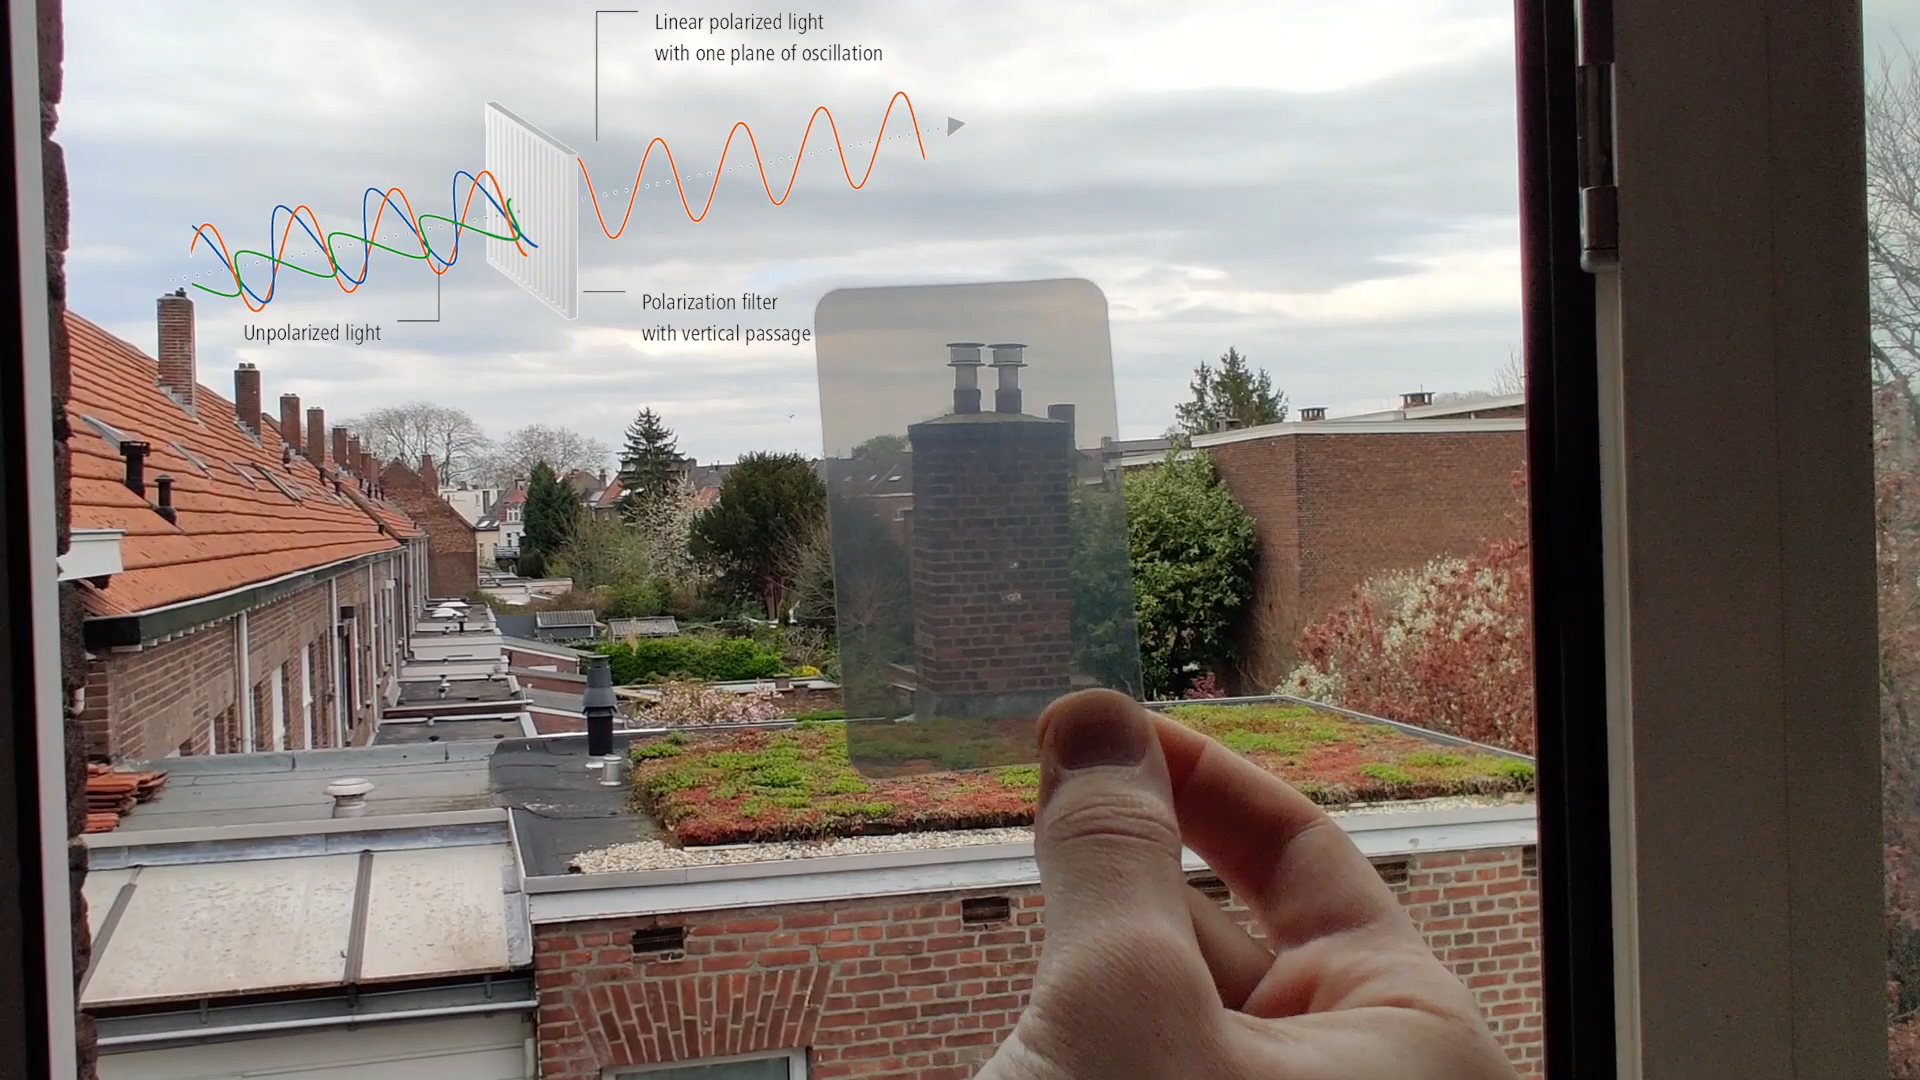 Linear polarized light
with one plane of oscillation
Unpolarized light
Polarization filter
with vertical passage